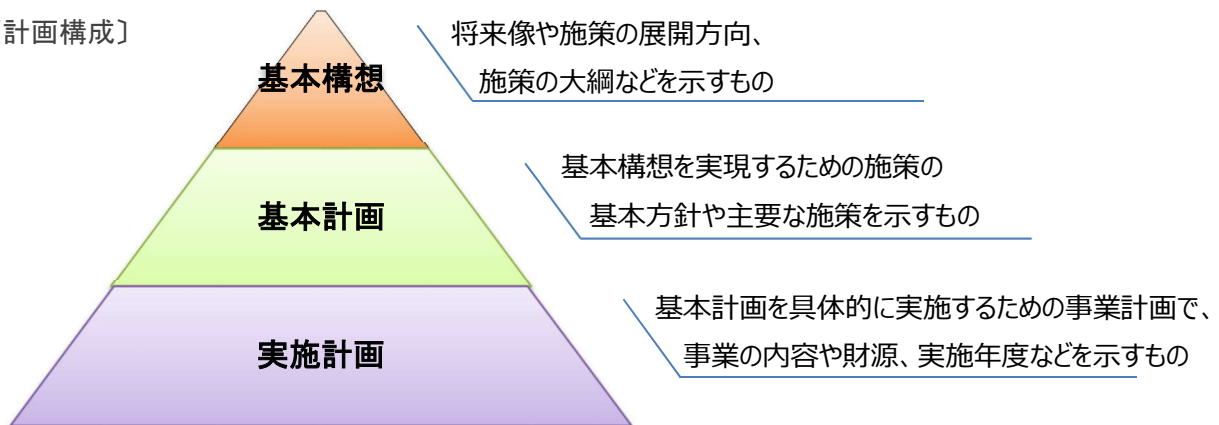 計画構成〕
将来像や施策の展開方向、
施策の大綱などを示すもの
基本構想
基本構想を実現するための施策の
基本方針や主要な施策を示すもの
基本計画
基本計画を具体的に実施するための事業計画で、
事業の内容や財源、実施年度などを示すもの
実施計画